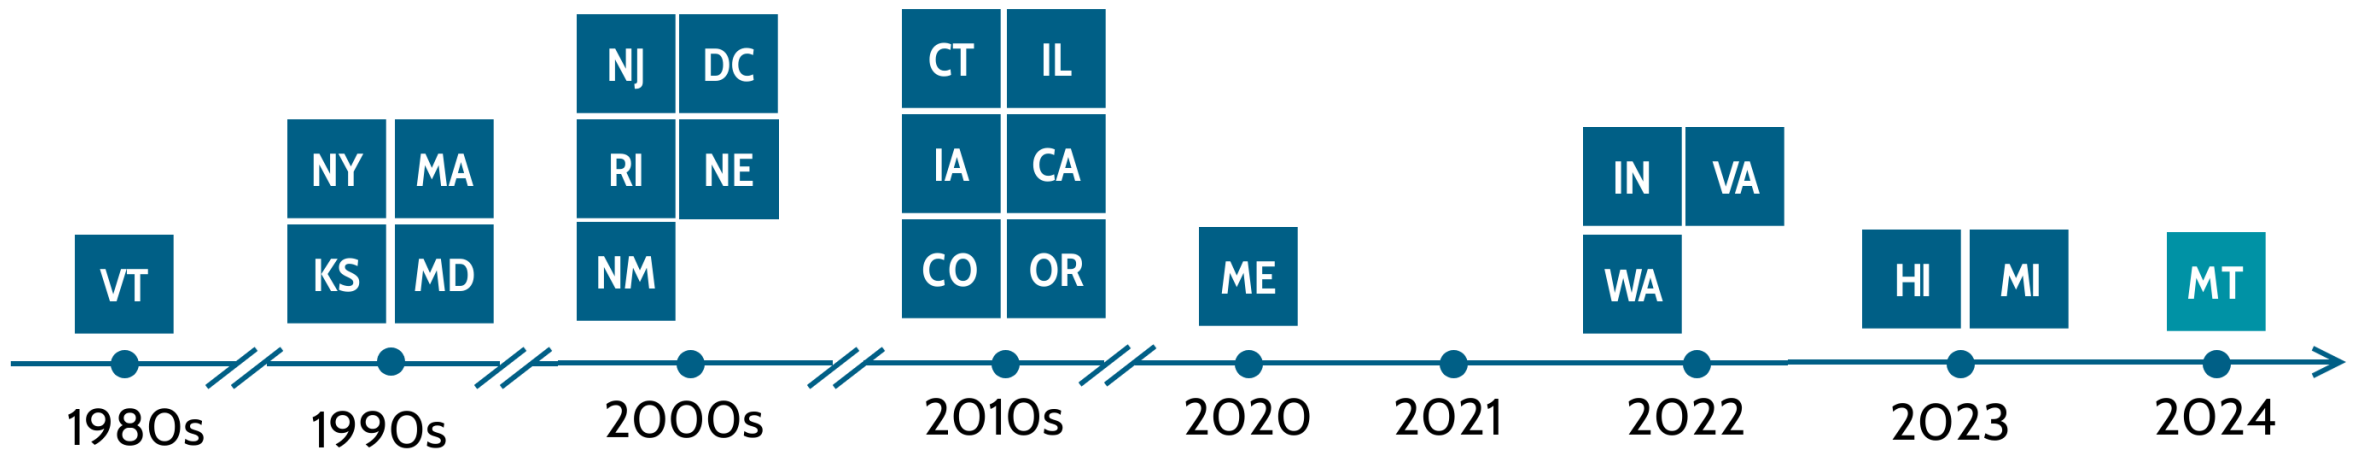 VT
1980s
NY MA
KS MD
1990s
NJ DC
RI NE
NM
2000s
CT IL
IA CA
CO OR
2010s
ME
2020
2021
IN VA
WA
2022
HI MI
2023
MT
2024